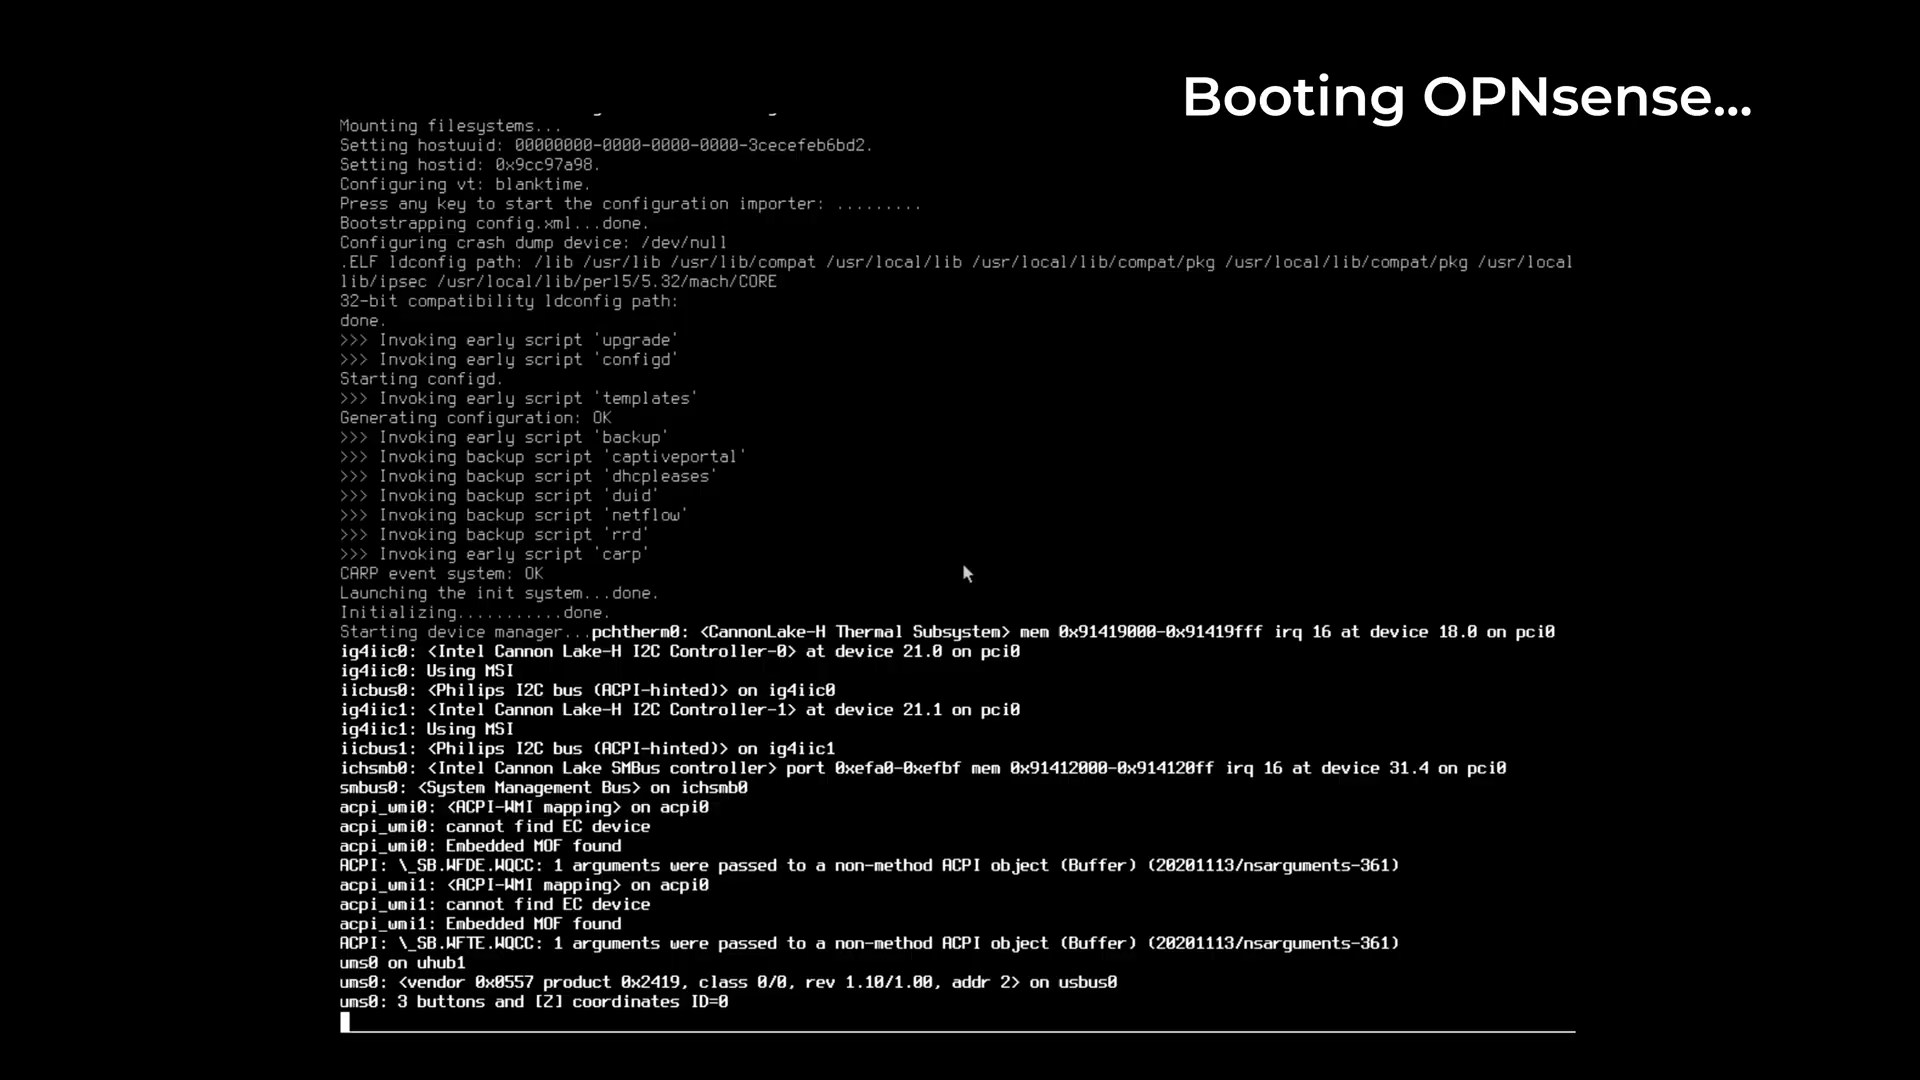 Booting OPNsense...
Mounting filesystems...
Setting hostuuid: 00000000-0000-0000-0000-3cecefeb6bd2.
Setting hostid: 0x9cc97a98.
Configuring vt: blanktime.
Press any key to start the configuration importer: .........
Bootstrapping config.xml...done.
Configuring crash dump device: /dev/null
.ELF ldconfig path: /lib /usr/lib /usr/lib/compat /usr/local/lib /usr/local/lib/compat/pkg /usr/local/lib/compat/pkg /usr/local
lib/ipsec /usr/local/lib/perl5/5.32/mach/CORE
32-bit compatibility ldconfig path:
done.
>>> Invoking early script 'upgrade'
>>> Invoking early script 'configd'
Starting configd.
>>> Invoking early script 'templates'
Generating configuration: OK
>>> Invoking early script 'backup'
>>> Invoking backup script 'captiveportal'
>>> Invoking backup script 'dhcpleases'
>>> Invoking backup script 'duid'
>>> Invoking backup script 'netflow'
>>> Invoking backup script 'rrd'
>>> Invoking early script 'carp'
CARP event system: OK
Launching the init system...done.
Initializing...........done.
Starting device manager...pchtherm0: <CannonLake-H Thermal Subsystem> mem 0x91419000-0x91419fff irq 16 at device 18.0 on pci0
ig4iic0: <Intel Cannon Lake-H I2C Controller-0> at device 21.0 on pci0
ig4iic0: Using MSI
iicbus0: <Philips I2C bus (ACPI-hinted)> on ig4iic0
ig4iic1: <Intel Cannon Lake-H I2C Controller-1> at device 21.1 on pci0
ig4iic1: Using MSI
iicbus1: <Philips I2C bus (ACPI-hinted)> on ig4iic1
ichsmb0: <Intel Cannon Lake SMBus controller> port 0xefa0-0xefbf mem 0x91412000-0x914120ff irq 16 at device 31.4 on pci0
smbus0: <System Management Bus> on ichsmb0
acpi_wmi0: <ACPI-WMI mapping> on acpi0
acpi_wmi0: cannot find EC device
acpi_wmi0: Embedded MOF found
ACPI: \_SB.WFDE.WQCC: 1 arguments were passed to a non-method ACPI object (Buffer) (20201113/nsarguments-361)
acpi_wmi1: <ACPI-WMI mapping> on acpi0
acpi_wmi1: cannot find EC device
acpi_wmi1: Embedded MOF found
ACPI: \_SB.WFTE.WQCC: 1 arguments were passed to a non-method ACPI object (Buffer) (20201113/nsarguments-361)
ums0 on uhub1
ums0: <vendor 0x0557 product 0x2419, class 0/0, rev 1.10/1.00, addr 2> on usbus0
ums0: 3 buttons and [Z] coordinates ID=0